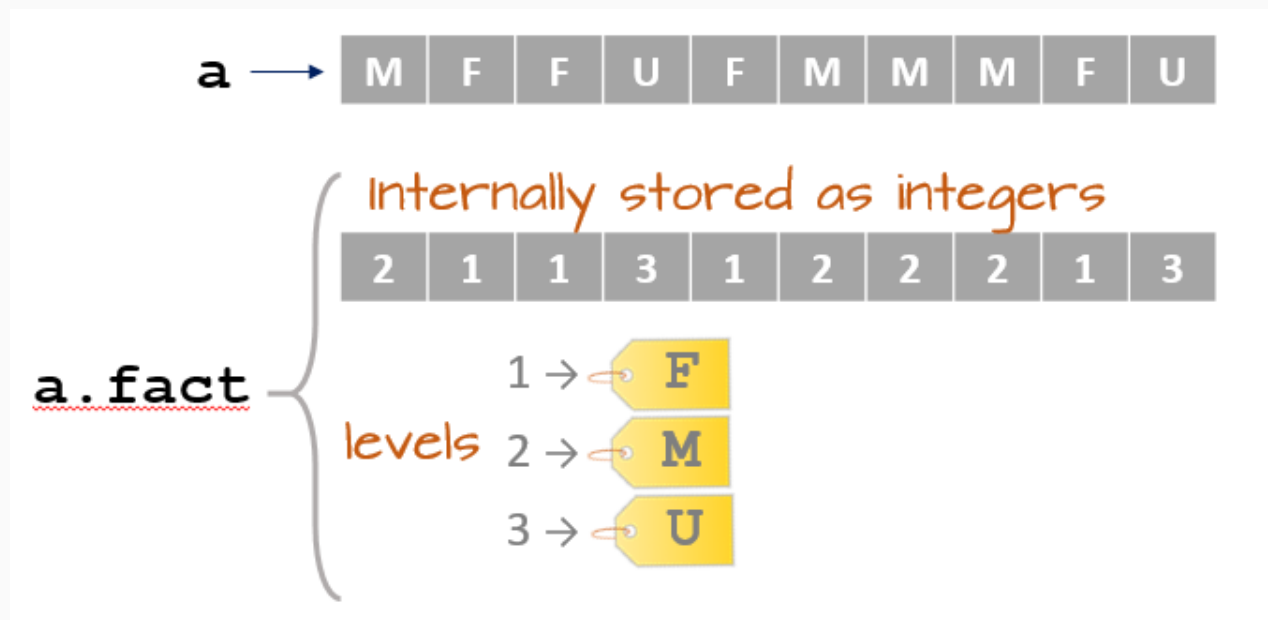 a → M F F U F M M M F U
Internally stored as integers
2 1 1 3 1 2 2 2 1 3
1 → F
a.fact
levels 2 → M
3 → U